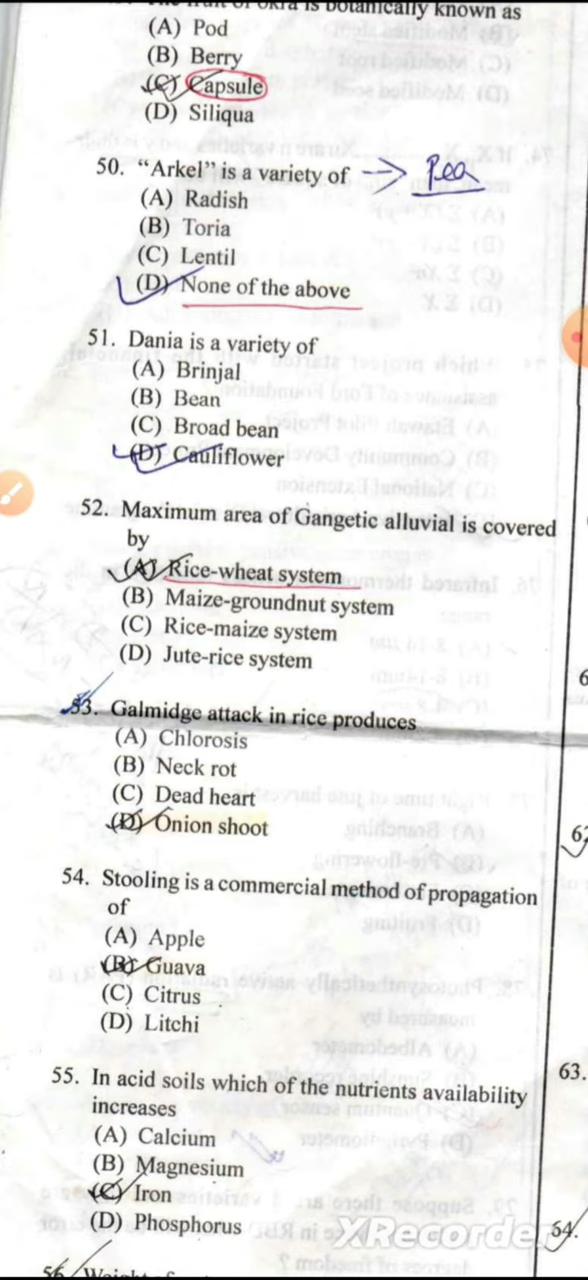 The fruit of okra is botanically known as
(A) Pod
(B) Berry
(C) Capsule
(D) Siliqua
50. "Arkel" is a variety of → Pea
(A) Radish
(B) Toria
(C) Lentil
(D) None of the above
51. Dania is a variety of
(A) Brinjal
(B) Bean
(C) Broad bean
(D) Cauliflower
52. Maximum area of Gangetic alluvial is covered
by
(A) Rice-wheat system
(B) Maize-groundnut system
(C) Rice-maize system
(D) Jute-rice system
53. Galmidge attack in rice produces
(A) Chlorosis
(B) Neck rot
(C) Dead heart
(D) Onion shoot
54. Stooling is a commercial method of propagation
of
(A) Apple
(B) Guava
(C) Citrus
(D) Litchi
55. In acid soils which of the nutrients availability
increases
(A) Calcium
(B) Magnesium
(C) Iron
(D) Phosphorus
56. Weight of
63.
64.
XRecorder